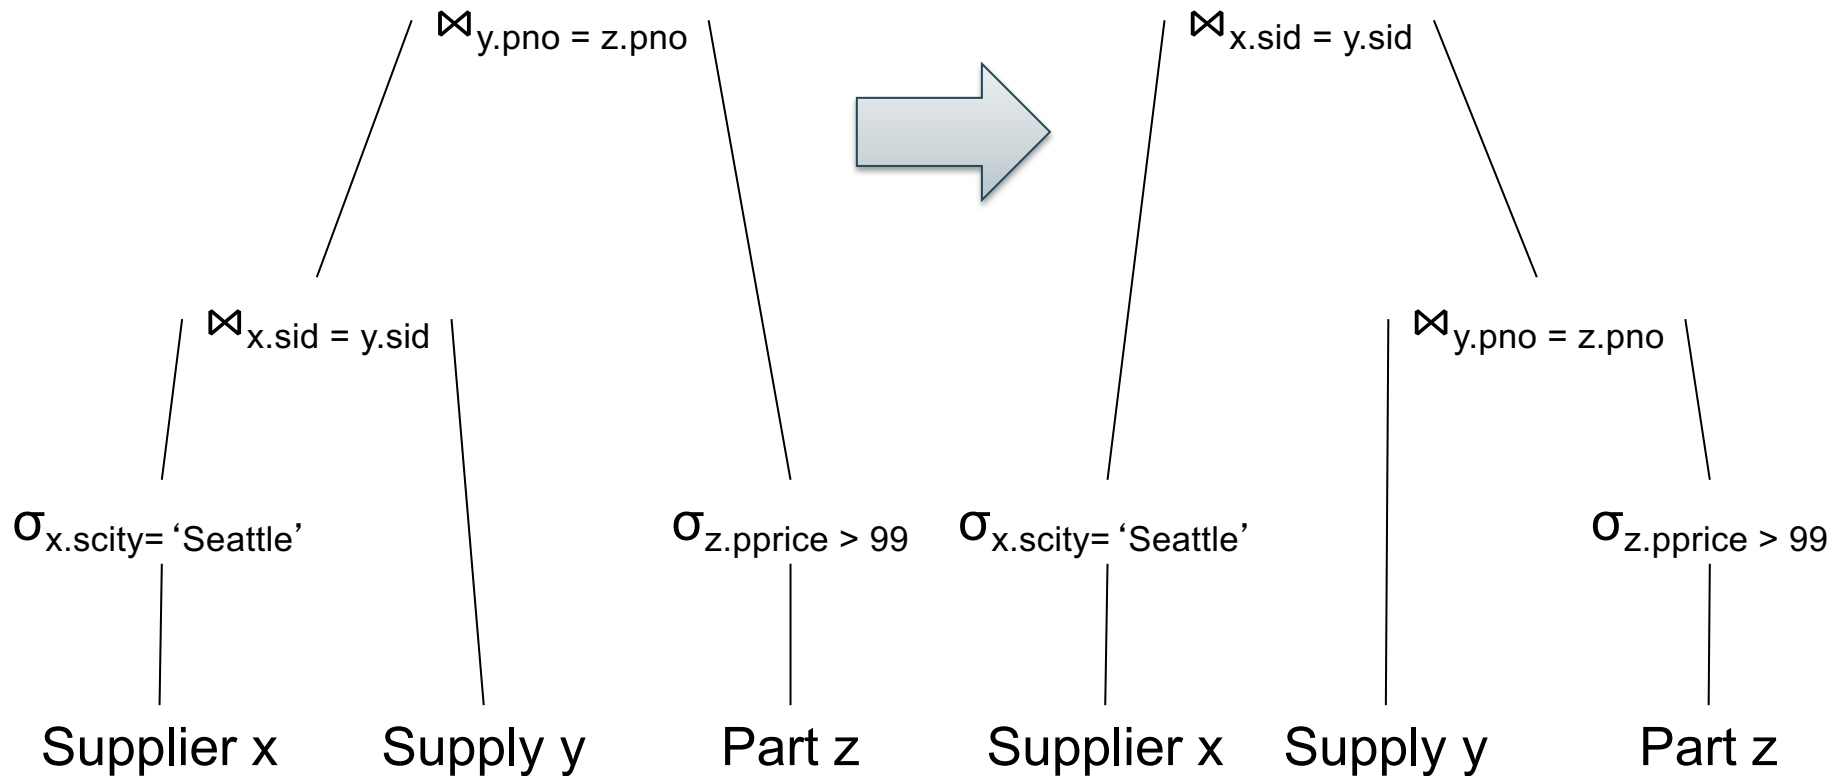 ⋈y.pno = z.pno
⋈x.sid = y.sid
⋈x.sid = y.sid
⋈y.pno = z.pno
σx.scity= ‘Seattle’
σz.pprice > 99
σx.scity= ‘Seattle’
σz.pprice > 99
Supplier x
Supply y
Part z
Supplier x
Supply y
Part z